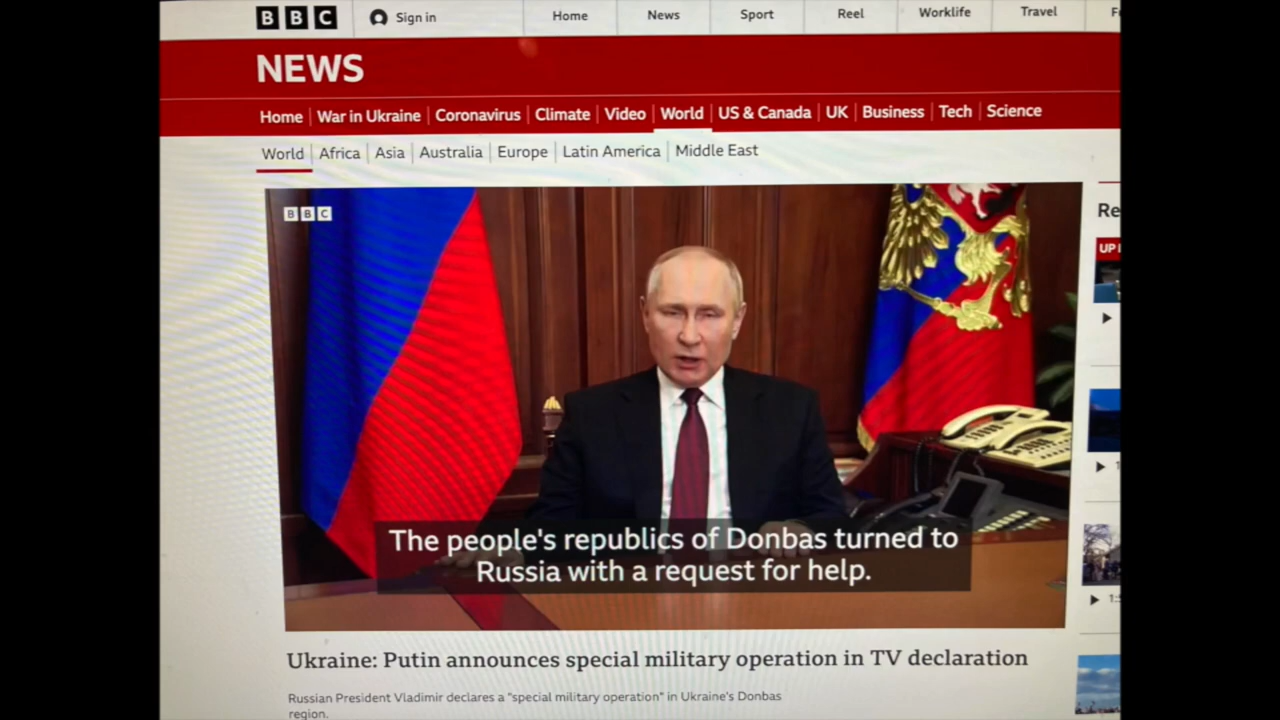 BBC
Sign in
Home
News
Sport
Reel
Worklife
Travel
NEWS
Home
War in Ukraine
Coronavirus
Climate
Video
World
US & Canada
UK
Business
Tech
Science
World
Africa
Asia
Australia
Europe
Latin America
Middle East
BBC
The people's republics of Donbas turned to
Russia with a request for help.
Ukraine: Putin announces special military operation in TV declaration
Russian President Vladimir declares a "special military operation" in Ukraine's Donbas
region.